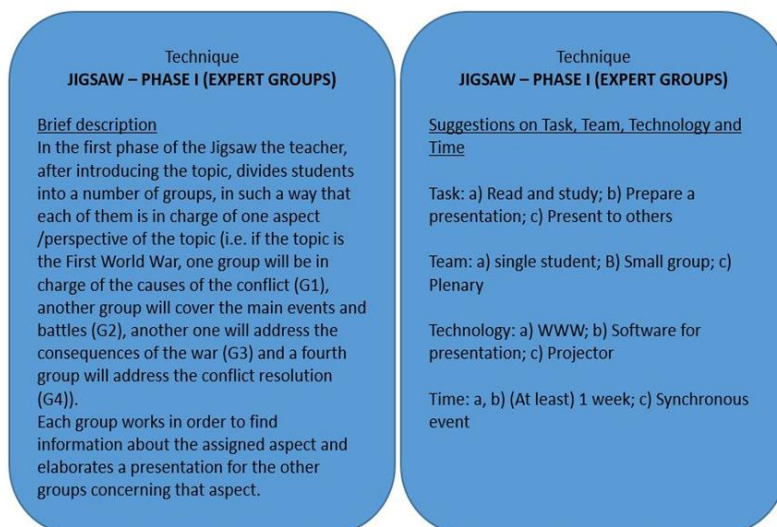 Technique
JIGSAW – PHASE I (EXPERT GROUPS)
Brief description
In the first phase of the Jigsaw the teacher,
after introducing the topic, divides students
into a number of groups, in such a way that
each of them is in charge of one aspect
/perspective of the topic (i.e. if the topic is
the First World War, one group will be in
charge of the causes of the conflict (G1),
another group will cover the main events and
battles (G2), another one will address the
consequences of the war (G3) and a fourth
group will address the conflict resolution
(G4)).
Each group works in order to find
information about the assigned aspect and
elaborates a presentation for the other
groups concerning that aspect.
Technique
JIGSAW – PHASE I (EXPERT GROUPS)
Suggestions on Task, Team, Technology and
Time
Task: a) Read and study; b) Prepare a
presentation; c) Present to others
Team: a) single student; B) Small group; c)
Plenary
Technology: a) WWW; b) Software for
presentation; c) Projector
Time: a, b) (At least) 1 week; c) Synchronous
event